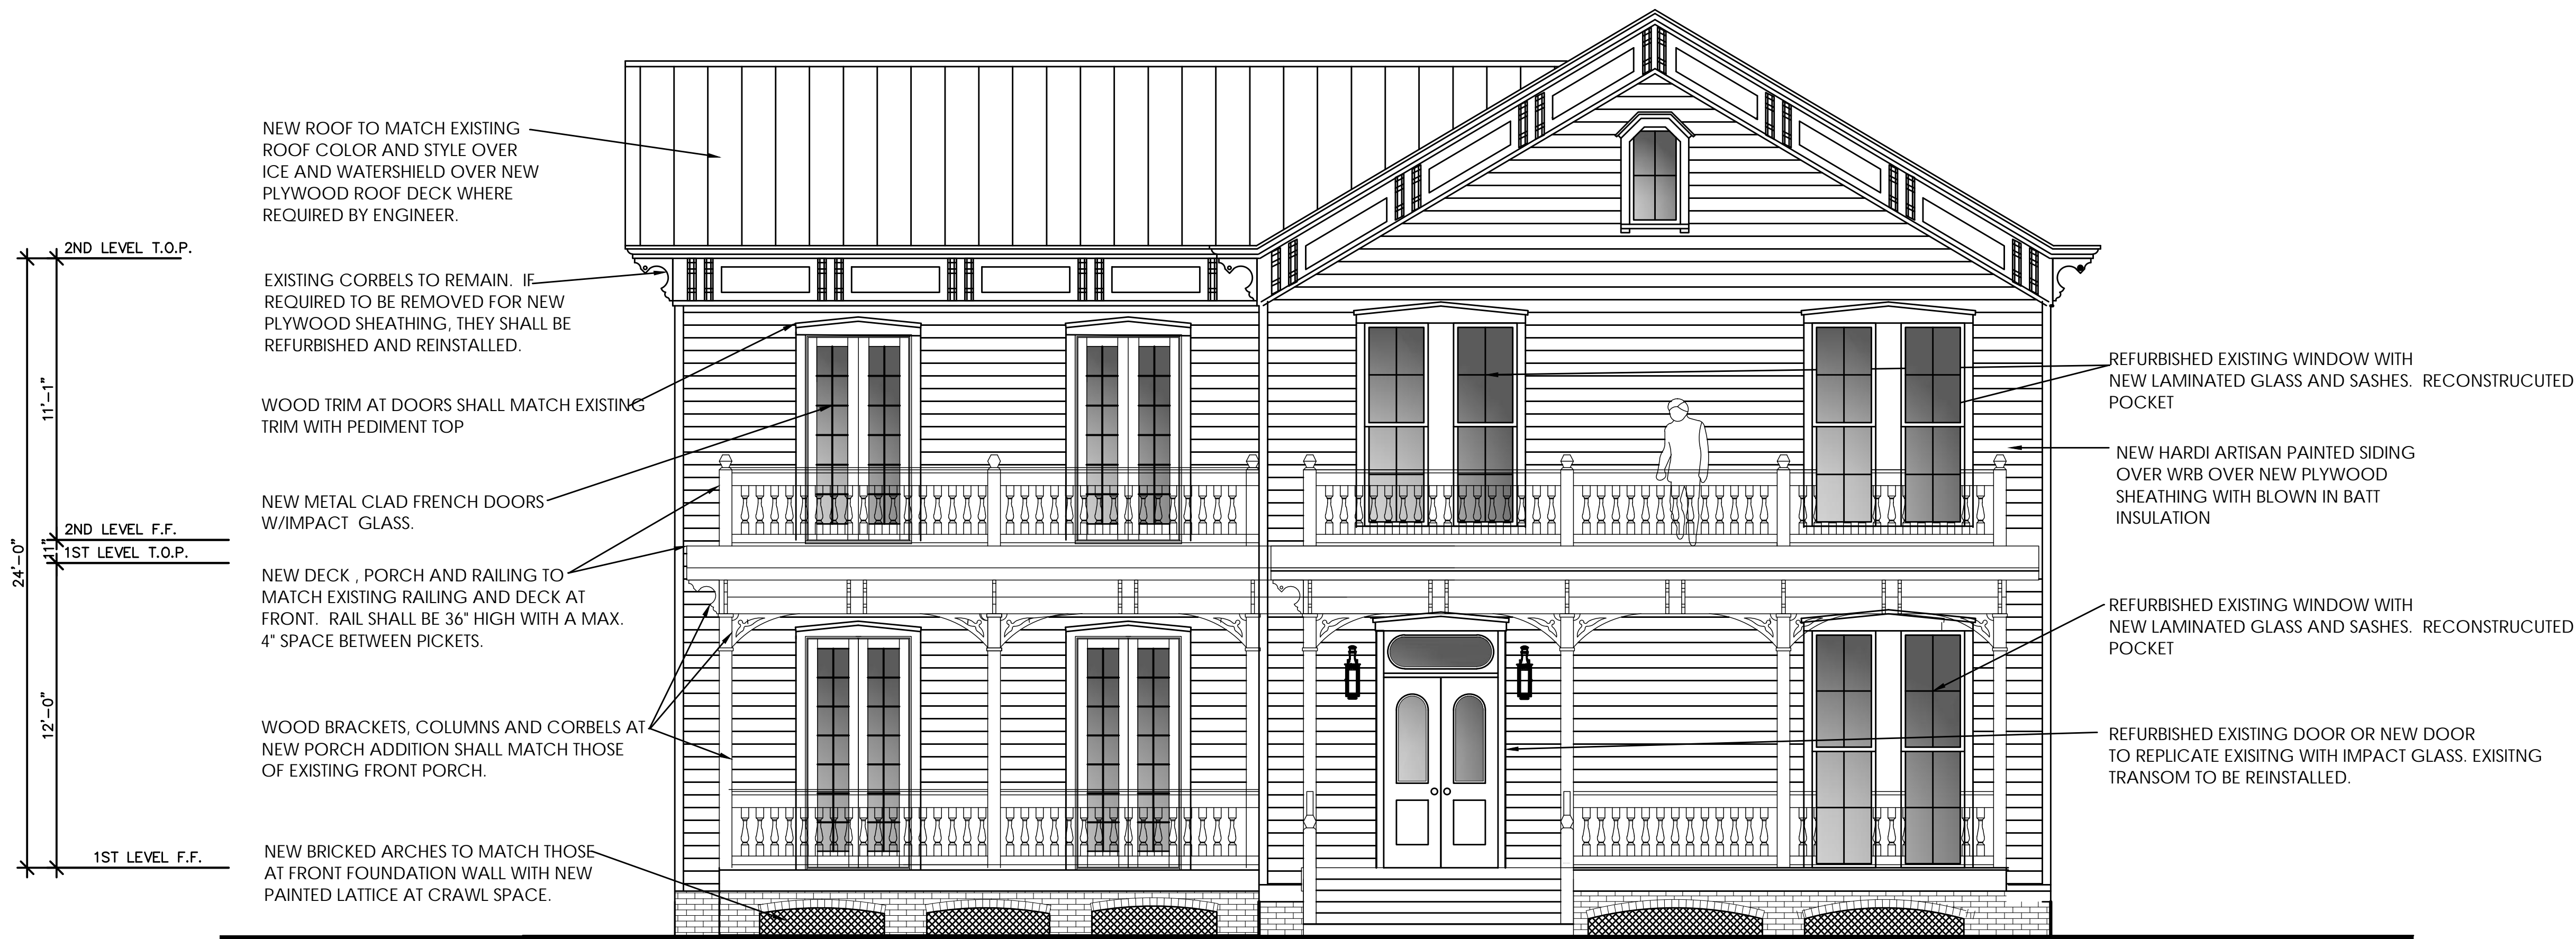 NEW ROOF TO MATCH EXISTING
ROOF COLOR AND STYLE OVER
ICE AND WATERSHIELD OVER NEW
PLYWOOD ROOF DECK WHERE
REQUIRED BY ENGINEER.
2ND LEVEL T.O.P.
EXISTING CORBELS TO REMAIN. IF
REQUIRED TO BE REMOVED FOR NEW
PLYWOOD SHEATHING, THEY SHALL BE
REFURBISHED AND REINSTALLED.
11'-1"
WOOD TRIM AT DOORS SHALL MATCH EXISTING
TRIM WITH PEDIMENT TOP
NEW METAL CLAD FRENCH DOORS
W/IMPACT GLASS.
2ND LEVEL F.F.
11"
1ST LEVEL T.O.P.
24'-0"
NEW DECK , PORCH AND RAILING TO
MATCH EXISTING RAILING AND DECK AT
FRONT. RAIL SHALL BE 36" HIGH WITH A MAX.
4" SPACE BETWEEN PICKETS.
12'-0"
WOOD BRACKETS, COLUMNS AND CORBELS AT
NEW PORCH ADDITION SHALL MATCH THOSE
OF EXISTING FRONT PORCH.
1ST LEVEL F.F.
NEW BRICKED ARCHES TO MATCH THOSE
AT FRONT FOUNDATION WALL WITH NEW
PAINTED LATTICE AT CRAWL SPACE.
REFURBISHED EXISTING WINDOW WITH
NEW LAMINATED GLASS AND SASHES. RECONSTRUCUTED
POCKET
NEW HARDI ARTISAN PAINTED SIDING
OVER WRB OVER NEW PLYWOOD
SHEATHING WITH BLOWN IN BATT
INSULATION
REFURBISHED EXISTING WINDOW WITH
NEW LAMINATED GLASS AND SASHES. RECONSTRUCUTED
POCKET
REFURBISHED EXISTING DOOR OR NEW DOOR
TO REPLICATE EXISITNG WITH IMPACT GLASS. EXISITNG
TRANSOM TO BE REINSTALLED.